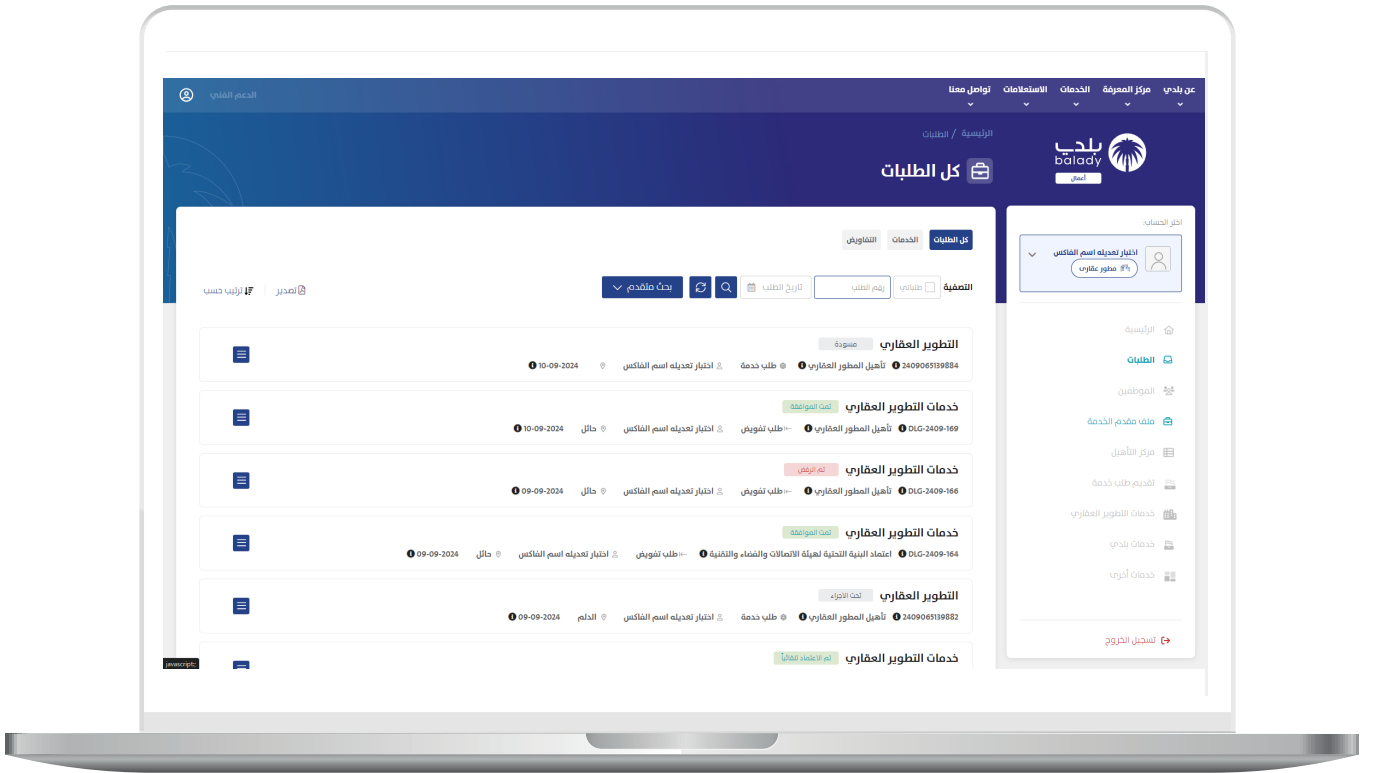 عن بلدي مركز المعرفة الخدمات الاستعلامات تواصل معنا
الدعم الفني
بلدي
balady
أعمال
الرئيسية / الطلبات
كل الطلبات
اختر الحساب:
اختبار تعديله اسم الفاكس
مطور عقاري
الرئيسية
الطلبات
الموظفين
ملف مقدم الخدمة
مركز التأهيل
تقديم طلب خدمة
خدمات التطوير العقاري
خدمات بلدي
خدمات أخرى
تسجيل الخروج
كل الطلبات الخدمات التفاويض
التصفية طلباتي رقم الطلب تاريخ الطلب بحث متقدم تصدير ترتيب حسب
التطوير العقاري مسودة
2409065139884 تأهيل المطور العقاري طلب خدمة اختبار تعديله اسم الفاكس 10-09-2024
خدمات التطوير العقاري تمت الموافقة
DLG-2409-169 تأهيل المطور العقاري طلب تفويض اختبار تعديله اسم الفاكس حائل 10-09-2024
خدمات التطوير العقاري تم الرفض
DLG-2409-166 تأهيل المطور العقاري طلب تفويض اختبار تعديله اسم الفاكس حائل 09-09-2024
خدمات التطوير العقاري تمت الموافقة
DLG-2409-164 اعتماد البنية التحتية لهيئة الاتصالات والفضاء والتقنية طلب تفويض اختبار تعديله اسم الفاكس حائل 09-09-2024
التطوير العقاري تحت الاجراء
2409065139882 تأهيل المطور العقاري طلب خدمة اختبار تعديله اسم الفاكس الدلم 09-09-2024
خدمات التطوير العقاري تم الاعتماد تلقائياً
javascript:;